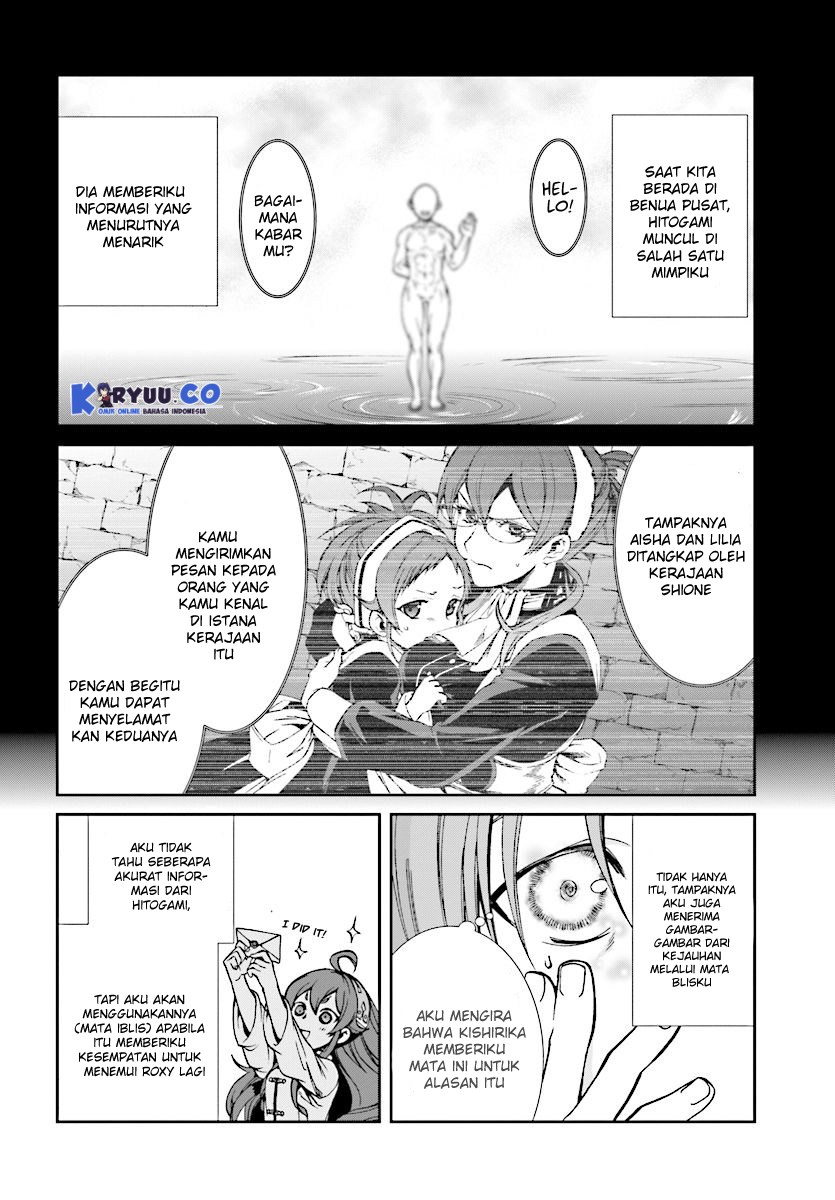 SAAT KITA
BERADA DI
BENUA PUSAT,
HITOGAMI
MUNCUL DI
SALAH SATU
MIMPIKU
HEL-
LO!
BAGAI-
MANA
KABAR
MU?
DIA MEMBERIKU
INFORMASI YANG
MENURUTNYA
MENARIK
KIRYUU.CO
KOMIK ONLINE BAHASA INDONESIA
TAMPAKNYA
AISHA DAN LILIA
DITANGKAP OLEH
KERAJAAN
SHIONE
KAMU
MENGIRIMKAN
PESAN KEPADA
ORANG YANG
KAMU KENAL
DI ISTANA
KERAJAAN
ITU
DENGAN BEGITU
KAMU DAPAT
MENYELAMAT
KAN KEDUANYA
TIDAK HANYA
ITU, TAMPAKNYA
AKU JUGA
MENERIMA
GAMBAR-
GAMBAR DARI
KEJAUHAN
MELALUI MATA
BLISKU
AKU MENGIRA
BAHWA KISHIRIKA
MEMBERIKU
MATA INI UNTUK
ALASAN ITU
AKU TIDAK
TAHU SEBERAPA
AKURAT INFOR-
MASI DARI
HITOGAMI,
I DID IT!
TAPI AKU AKAN
MENGGUNAKANNYA
(MATA IBLIS) APABILA
ITU MEMBERIKU
KESEMPATAN UNTUK
MENEMUI ROXY LAGI